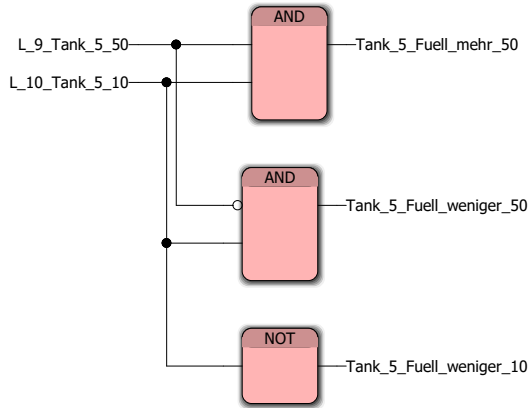 AND
L_9_Tank_5_50
Tank_5_Fuell_mehr_50
L_10_Tank_5_10
AND
Tank_5_Fuell_weniger_50
NOT
Tank_5_Fuell_weniger_10